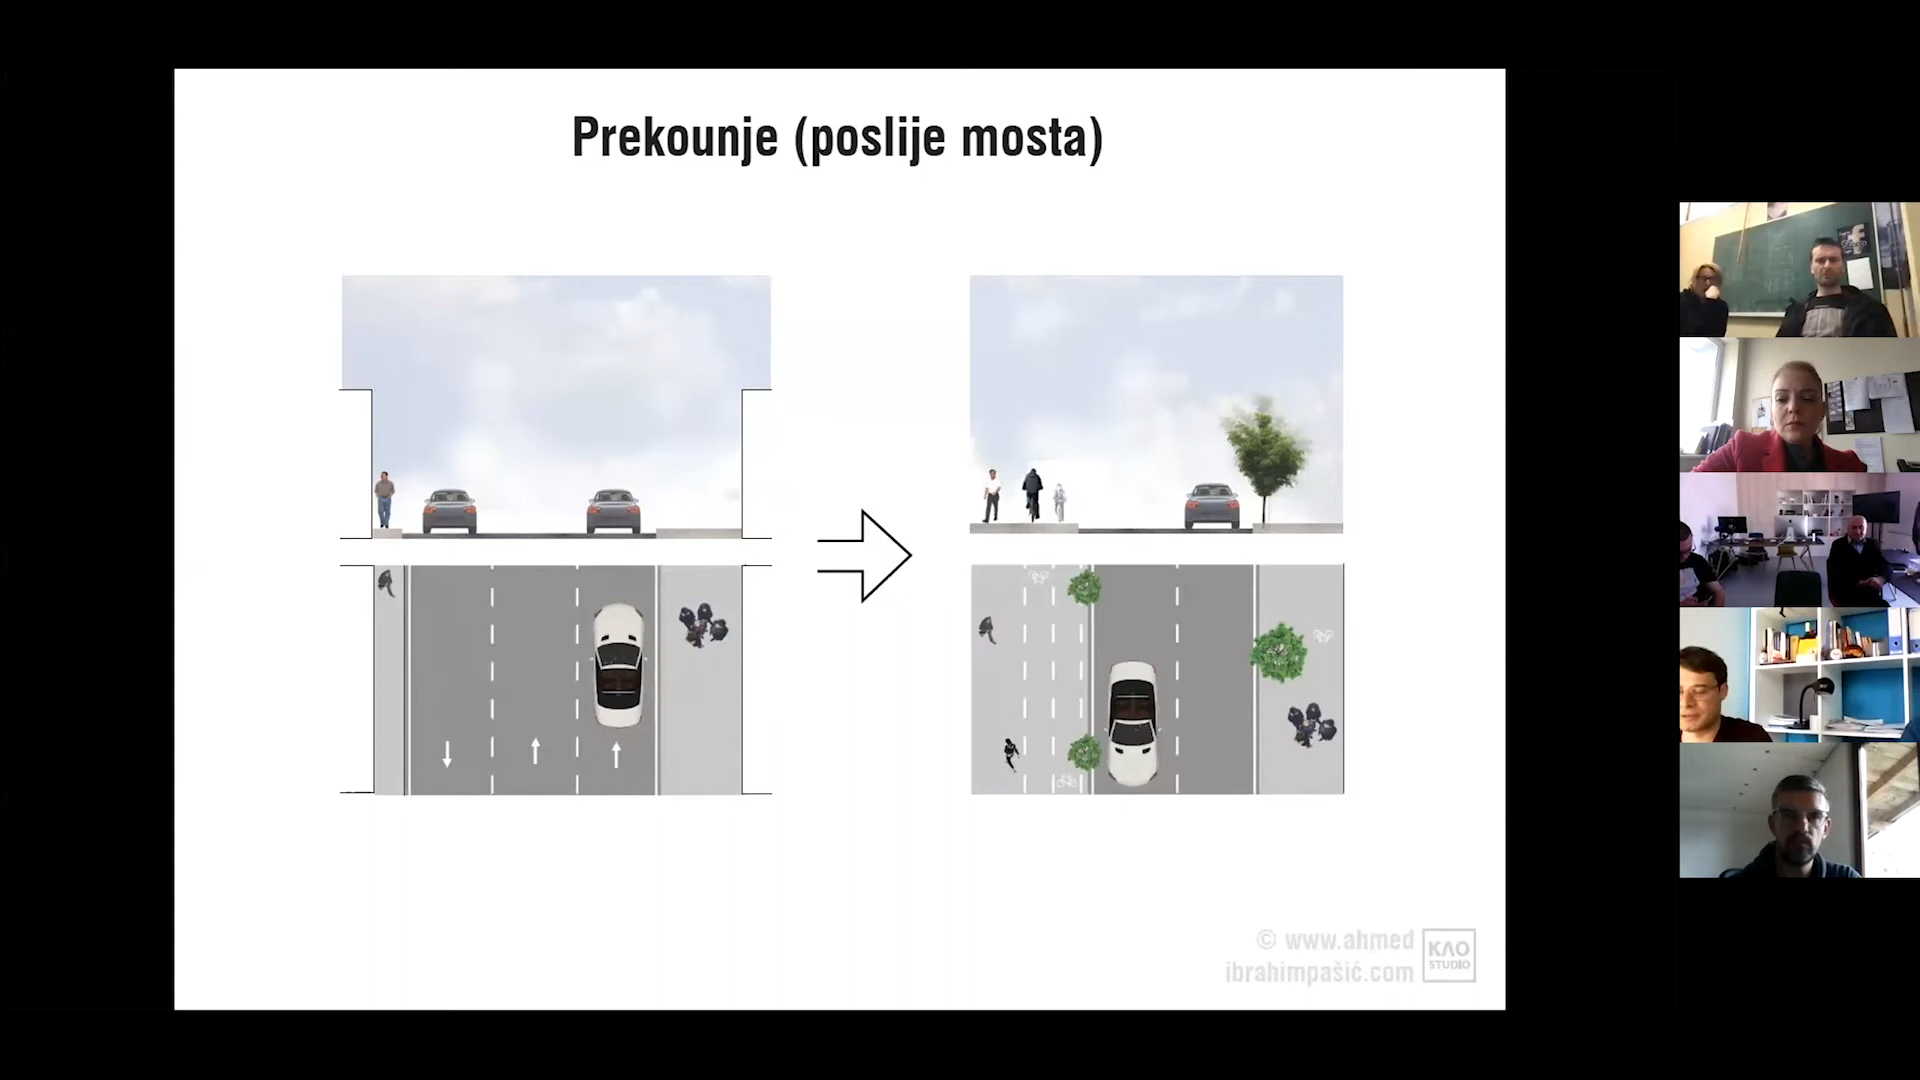 Prekounje (poslije mosta)
© www.ahmed
ibrahimpašić.com
KAO
STUDIO